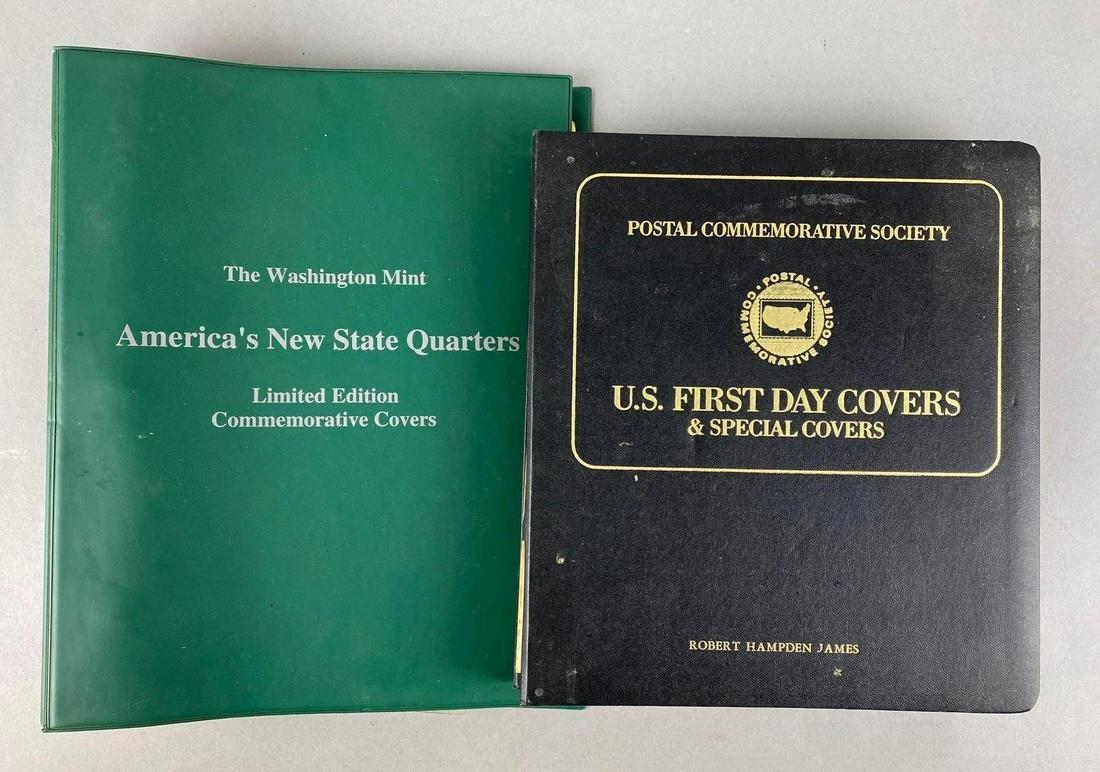 The Washington Mint
America's New State Quarters
Limited Edition
Commemorative Covers
POSTAL COMMEMORATIVE SOCIETY
• POSTAL •
COMMEMORATIVE SOCIETY
U.S. FIRST DAY COVERS
& SPECIAL COVERS
ROBERT HAMPDEN JAMES